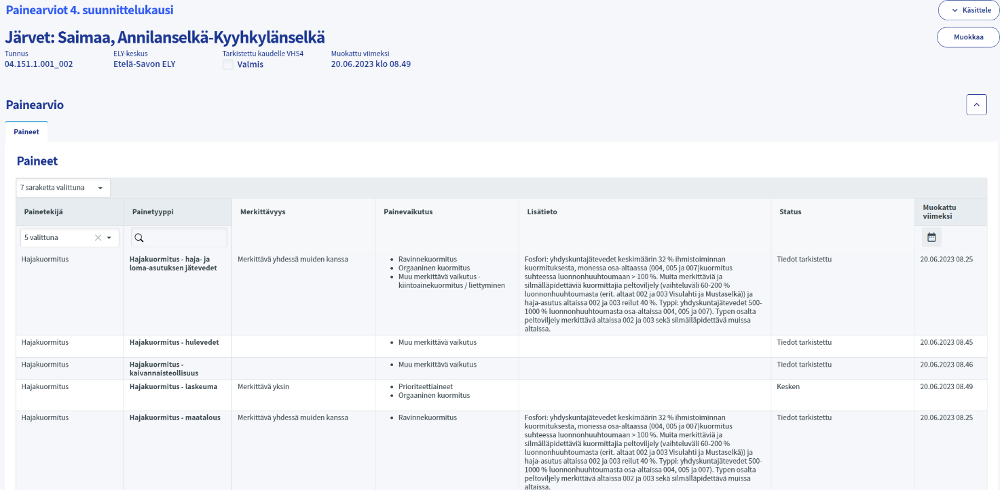 Painearviot 4. suunnittelukausi
Käsittele
Järvet: Saimaa, Annilanselkä-Kyyhkylänselkä
Muokkaa
Tunnus
04.151.1.001_002
ELY-keskus
Etelä-Savon ELY
Tarkistettu kaudelle VHS4
Valmis
Muokattu viimeksi
20.06.2023 klo 08.49
Painearvio
Paineet
Paineet
7 saraketta valittuna
Painetekijä
Painetyyppi
Merkittävyys
Painevaikutus
Lisätieto
Status
Muokattu
viimeksi
5 valittuna
Hajakuormitus
Hajakuormitus - haja- ja
loma-asutuksen jätevedet
Merkittävä yhdessä muiden kanssa
• Ravinnekuormitus
• Orgaaninen kuormitus
• Muu merkittävä vaikutus -
kiintoainekuormitus / liettyminen
Fosfori: yhdyskuntajätevedet keskimäärin 32 % ihmistoiminnan
kuormituksesta, monessa osa-altaassa (004, 005 ja 007)kuormitus
suhteessa luonnonhuuhtoumaan > 100 %. Muita merkittäviä ja
silmälläpidettäviä kuormittajia peltoviljely (vaihteluväli 60-200 %
luonnonhuuhtoumasta (erit. altaat 002 ja 003 Visulahti ja Mustaselkä)) ja
haja-asutus altaissa 002 ja 003 reilut 40 %. Typpi: yhdyskuntajätevedet 500-
1000 % luonnonhuuhtoumasta osa-altaissa 004, 005 ja 007). Typen osalta
peltoviljely merkittävä altaissa 002 ja 003 sekä silmälläpidettävä muissa
altaissa.
Tiedot tarkistettu
20.06.2023 08.25
Hajakuormitus
Hajakuormitus - hulevedet
• Muu merkittävä vaikutus
Tiedot tarkistettu
20.06.2023 08.45
Hajakuormitus
Hajakuormitus -
kaivannaisteollisuus
• Muu merkittävä vaikutus
Tiedot tarkistettu
20.06.2023 08.46
Hajakuormitus
Hajakuormitus - laskeuma
Merkittävä yksin
• Prioriteettiaineet
• Orgaaninen kuormitus
Kesken
20.06.2023 08.49
Hajakuormitus
Hajakuormitus - maatalous
Merkittävä yhdessä muiden kanssa
• Ravinnekuormitus
Fosfori: yhdyskuntajätevedet keskimäärin 32 % ihmistoiminnan
kuormituksesta, monessa osa-altaassa (004, 005 ja 007)kuormitus
suhteessa luonnonhuuhtoumaan > 100 %. Muita merkittäviä ja
silmälläpidettäviä kuormittajia peltoviljely (vaihteluväli 60-200 %
luonnonhuuhtoumasta (erit. altaat 002 ja 003 Visulahti ja Mustaselkä)) ja
haja-asutus altaissa 002 ja 003 reilut 40 %. Typpi: yhdyskuntajätevedet 500-
1000 % luonnonhuuhtoumasta osa-altaissa 004, 005 ja 007). Typen osalta
peltoviljely merkittävä altaissa 002 ja 003 sekä silmälläpidettävä muissa
altaissa.
Tiedot tarkistettu
20.06.2023 08.25